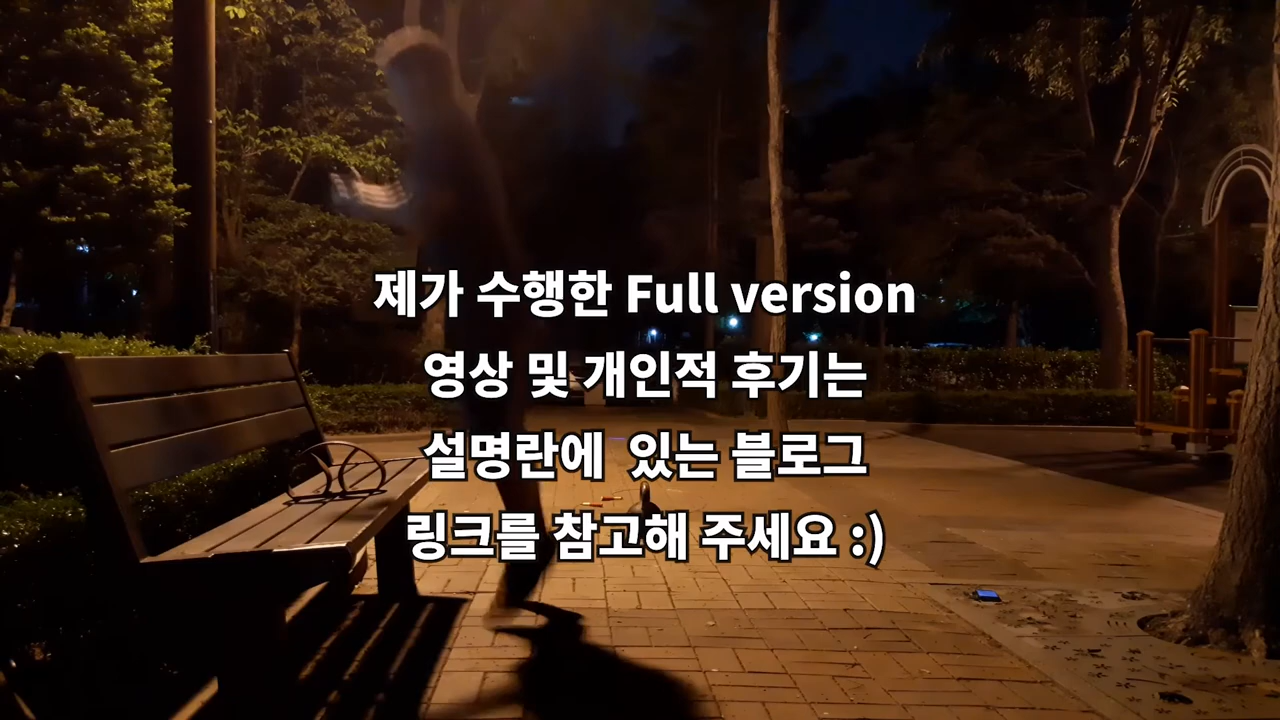 제가 수행한 Full version
영상 및 개인적 후기는
설명란에 있는 블로그
링크를 참고해 주세요 :)